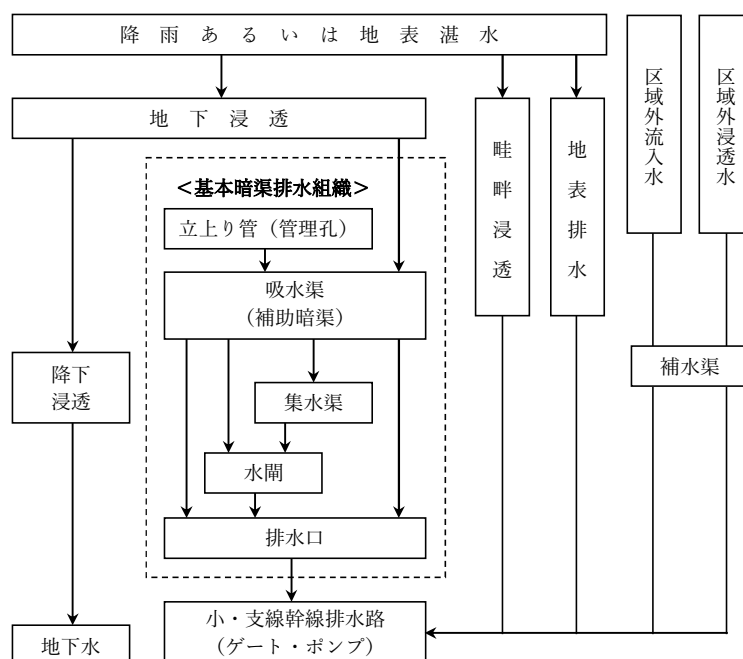 降雨あるいは地表湛水
地下浸透
畦畔浸透
地表排水
区域外流入水
区域外浸透水
＜基本暗渠排水組織＞
立上り管（管理孔）
吸水渠
（補助暗渠）
降下
浸透
補水渠
集水渠
水閘
排水口
小・支線幹線排水路
（ゲート・ポンプ）
地下水